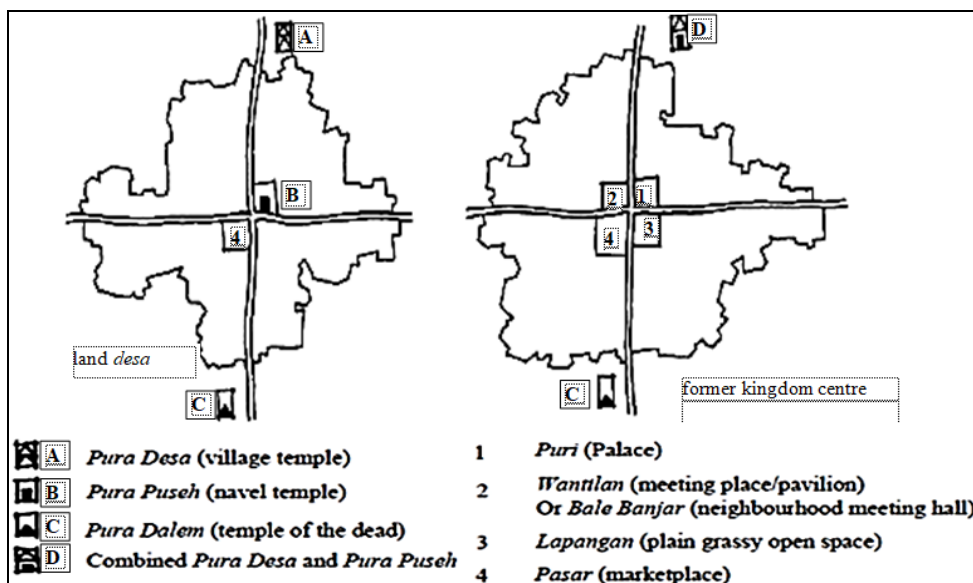 A
D
B
2
1
4
4
3
land desa
former kingdom centre
C
C
A Pura Desa (village temple)
B Pura Puseh (navel temple)
C Pura Dalem (temple of the dead)
D Combined Pura Desa and Pura Puseh
1 Puri (Palace)
2 Wantilan (meeting place/pavilion)
Or Bale Banjar (neighbourhood meeting hall)
3 Lapangan (plain grassy open space)
4 Pasar (marketplace)